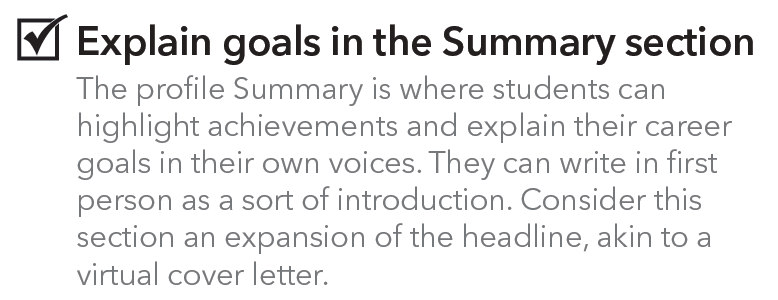 Explain goals in the Summary section
The profile Summary is where students can
highlight achievements and explain their career
goals in their own voices. They can write in first
person as a sort of introduction. Consider this
section an expansion of the headline, akin to a
virtual cover letter.